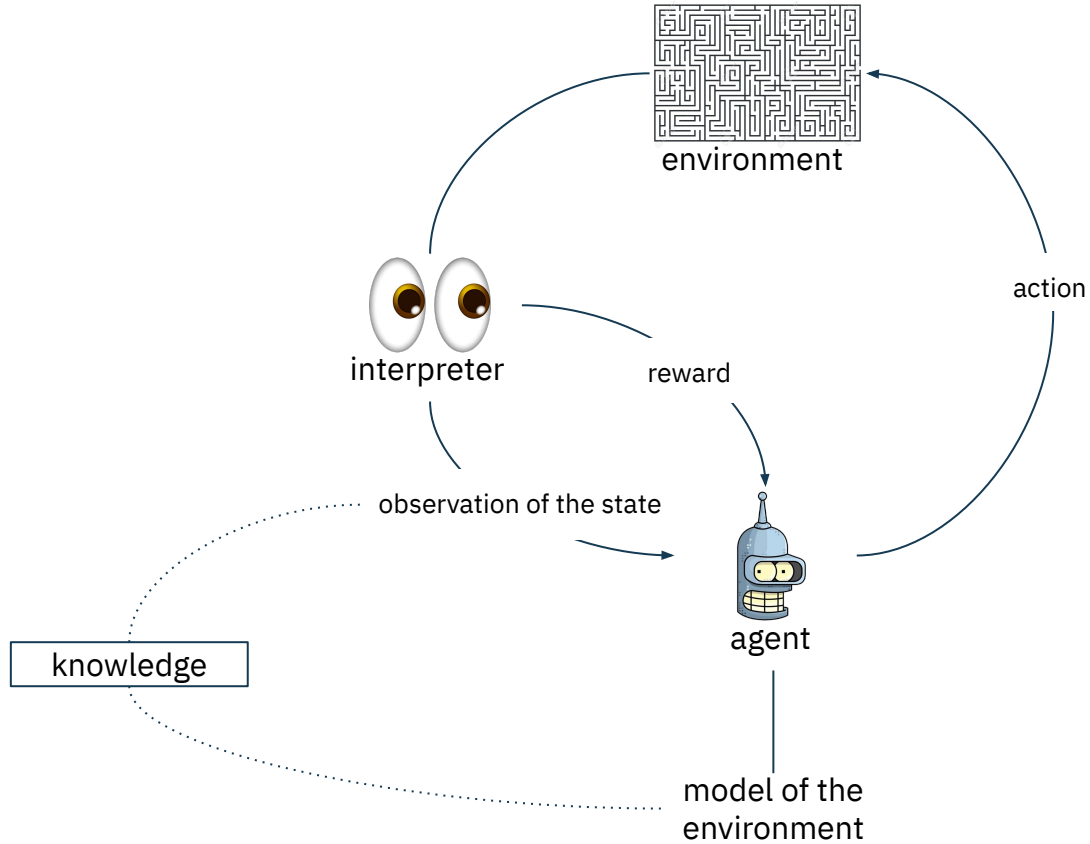 environment
action
interpreter
reward
observation of the state
agent
knowledge
model of the
environment